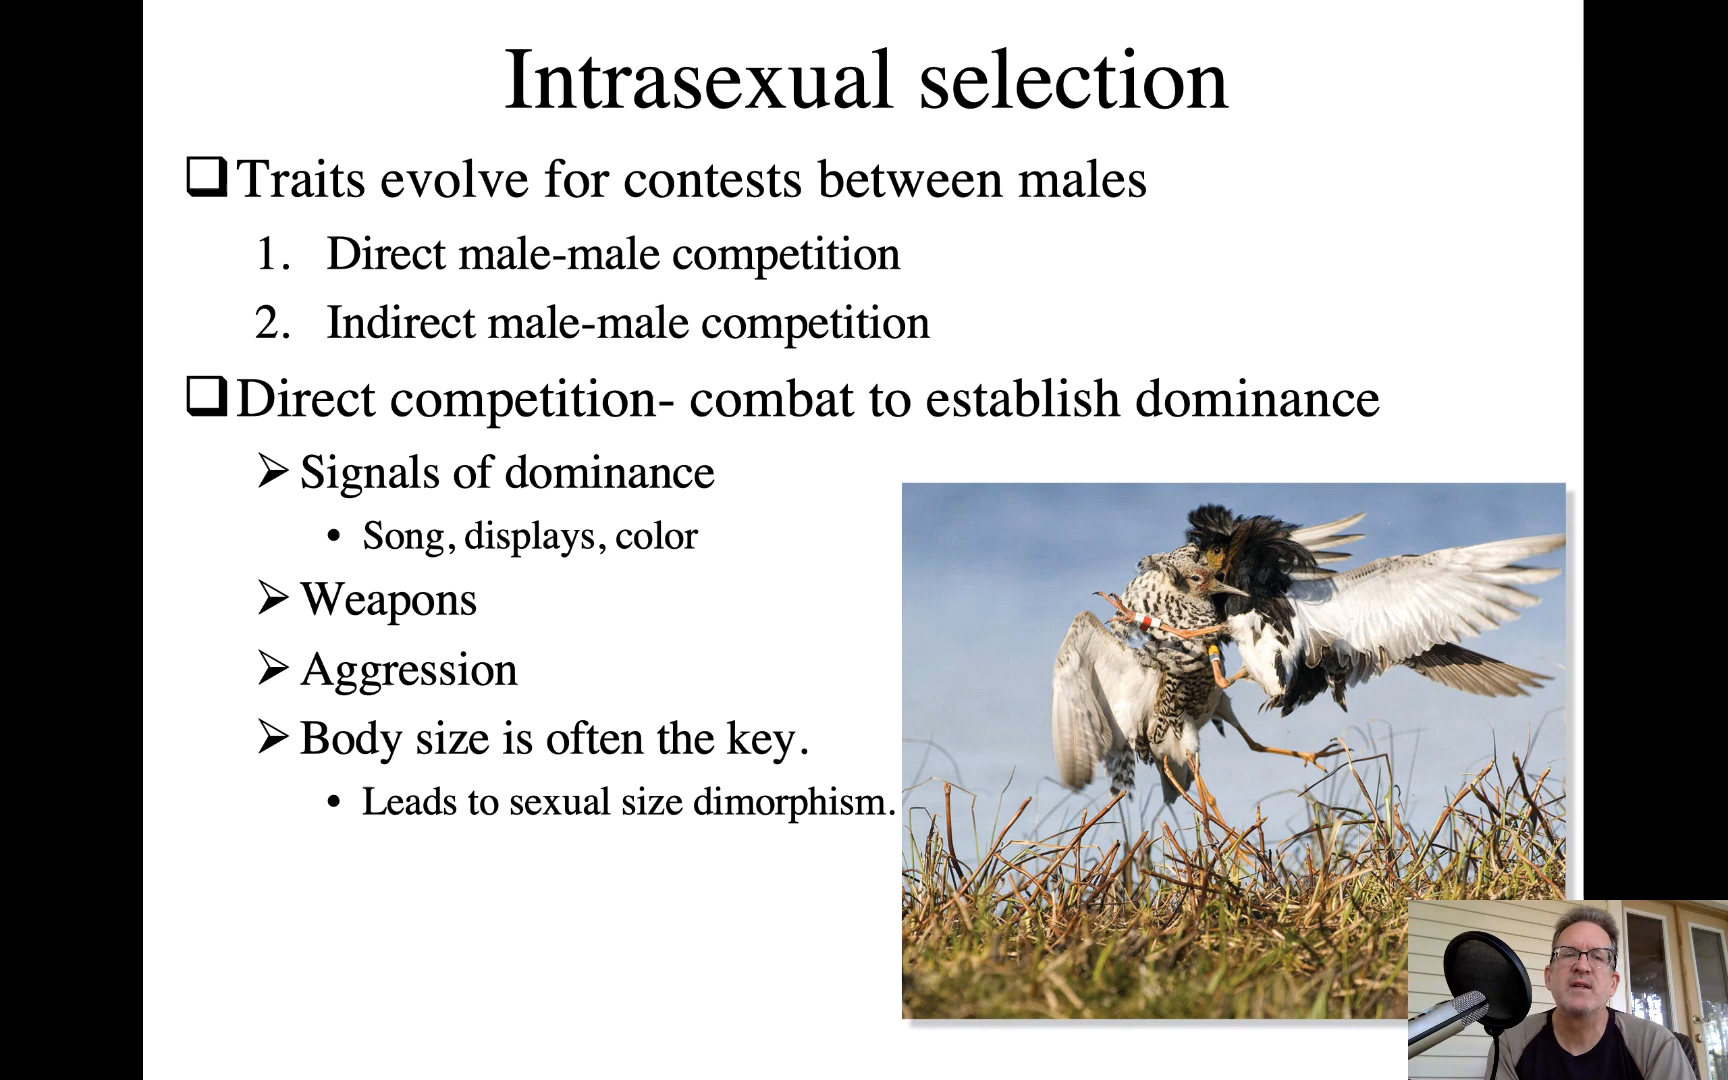 Intrasexual selection
❑Traits evolve for contests between males
1. Direct male-male competition
2. Indirect male-male competition
❑Direct competition- combat to establish dominance
➢Signals of dominance
• Song, displays, color
➢Weapons
➢Aggression
➢Body size is often the key.
• Leads to sexual size dimorphism.